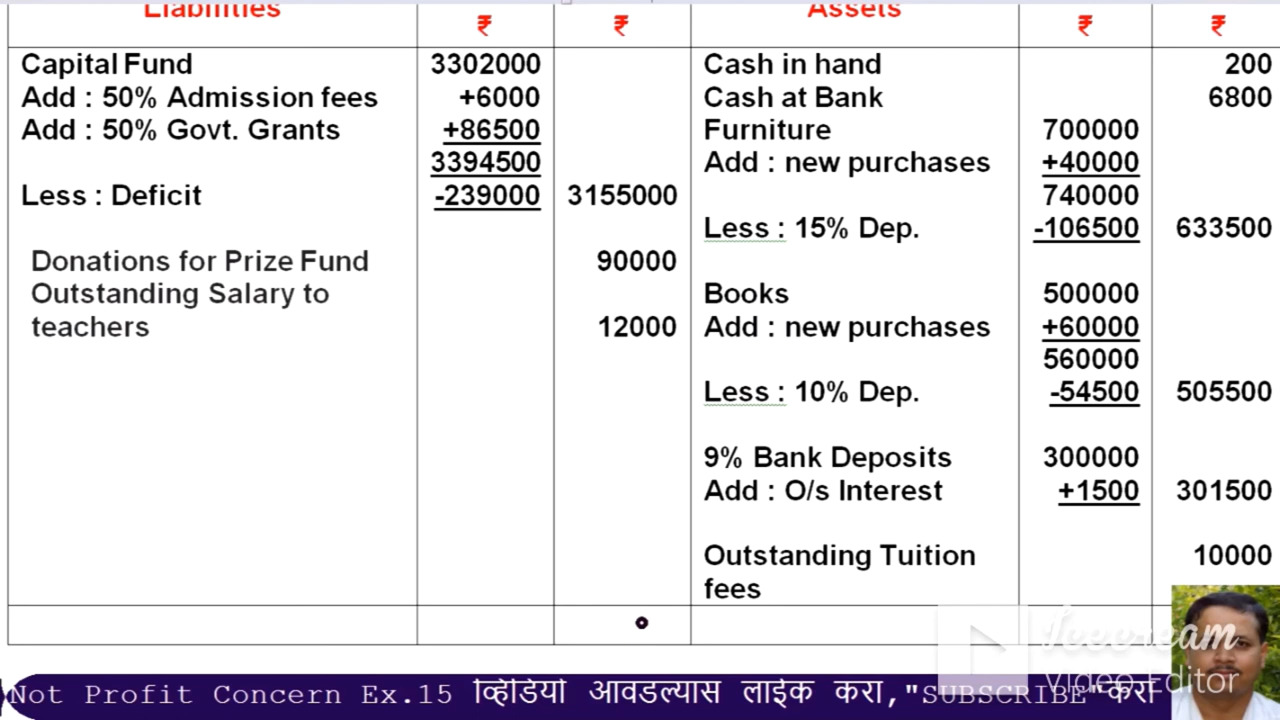 Liabilities ₹ ₹ Assets ₹ ₹
Capital Fund 3302000 Cash in hand 200
Add : 50% Admission fees +6000 Cash at Bank 6800
Add : 50% Govt. Grants +86500 Furniture 700000
3394500 Add : new purchases +40000
Less : Deficit -239000 3155000 740000
Less : 15% Dep. -106500 633500
Donations for Prize Fund 90000
Outstanding Salary to Books 500000
teachers 12000 Add : new purchases +60000
560000
Less : 10% Dep. -54500 505500
9% Bank Deposits 300000
Add : O/s Interest +1500 301500
Outstanding Tuition 10000
fees
Icecream
Video Editor
Not Profit Concern Ex.15 व्हिडियो आवडल्यास लाईक करा,"SUBSCRIBE"करा